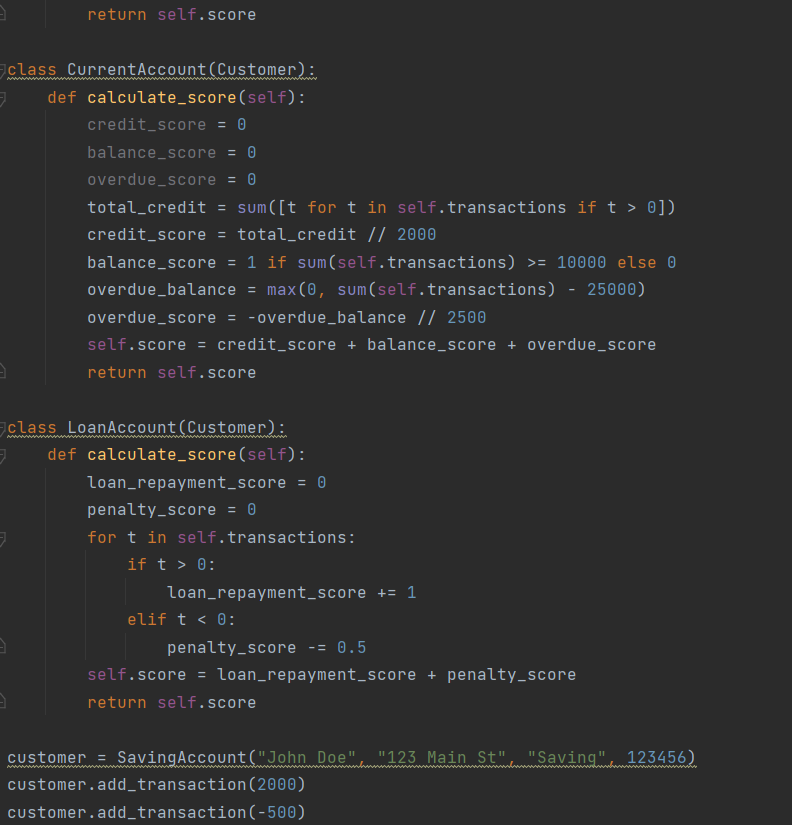 return self.score
class CurrentAccount(Customer):
    def calculate_score(self):
        credit_score = 0
        balance_score = 0
        overdue_score = 0
        total_credit = sum([t for t in self.transactions if t > 0])
        credit_score = total_credit // 2000
        balance_score = 1 if sum(self.transactions) >= 10000 else 0
        overdue_balance = max(0, sum(self.transactions) - 25000)
        overdue_score = -overdue_balance // 2500
        self.score = credit_score + balance_score + overdue_score
        return self.score
class LoanAccount(Customer):
    def calculate_score(self):
        loan_repayment_score = 0
        penalty_score = 0
        for t in self.transactions:
            if t > 0:
                loan_repayment_score += 1
            elif t < 0:
                penalty_score -= 0.5
        self.score = loan_repayment_score + penalty_score
        return self.score
customer = SavingAccount("John Doe", "123 Main St", "Saving", 123456)
customer.add_transaction(2000)
customer.add_transaction(-500)